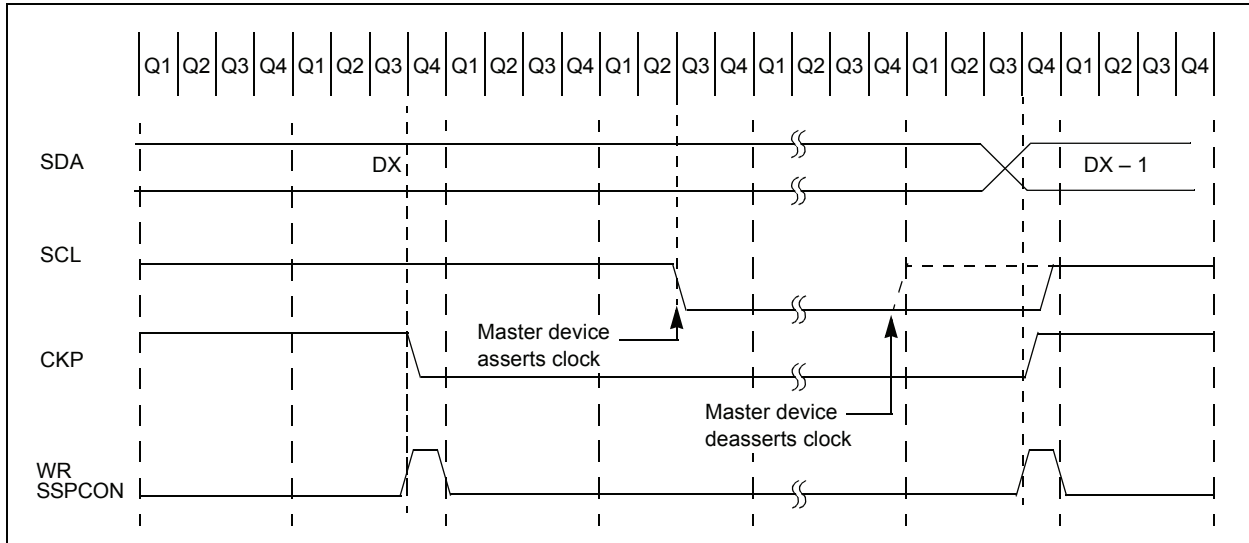 Q1 Q2 Q3 Q4 Q1 Q2 Q3 Q4 Q1 Q2 Q3 Q4 Q1 Q2 Q3 Q4 Q1 Q2 Q3 Q4 Q1 Q2 Q3 Q4 Q1 Q2 Q3 Q4
SDA
DX
DX – 1
SCL
Master device
asserts clock
CKP
Master device
deasserts clock
WR
SSPCON